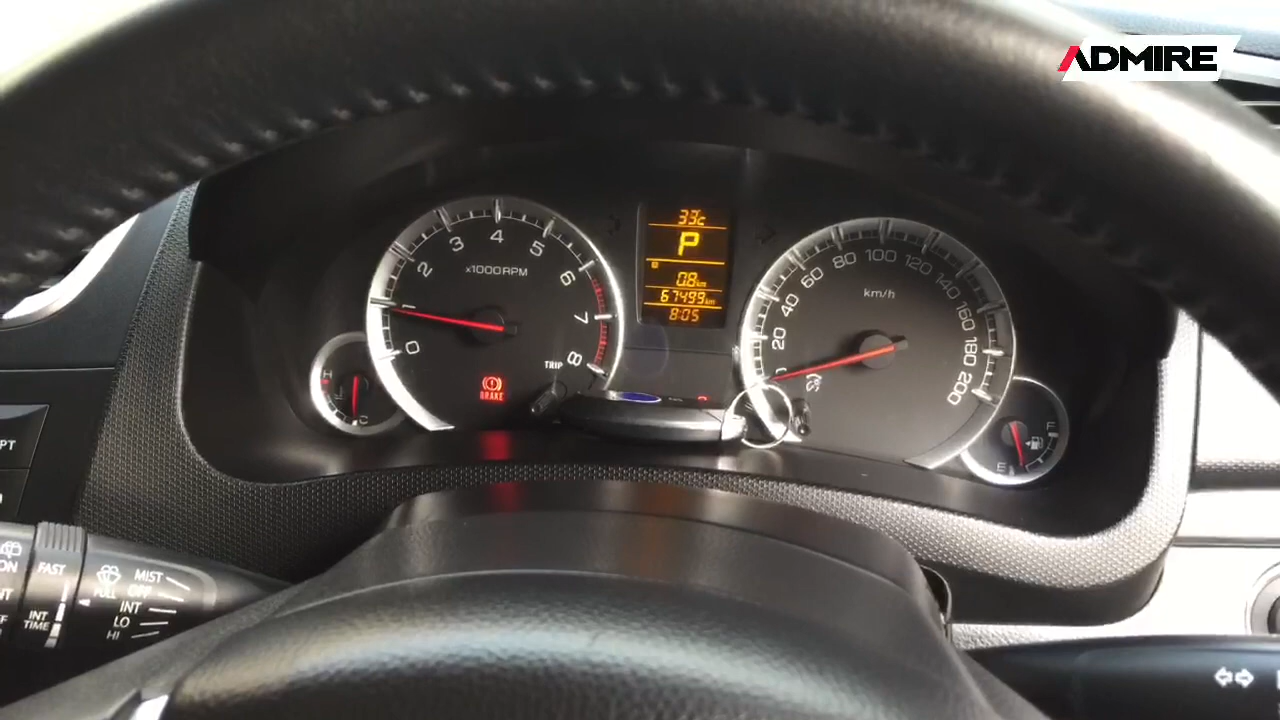 ADMIRE
33c
P
0.8km
67499km
8:05
0
1
2
3
4
5
6
7
8
x1000RPM
TRIP
BRAKE
20
40
60
80
100
120
140
160
180
200
km/h
H
C
F
E
PT
ON
FAST
INT
TIME
MIST
OFF
INT
LO
HI
PULL